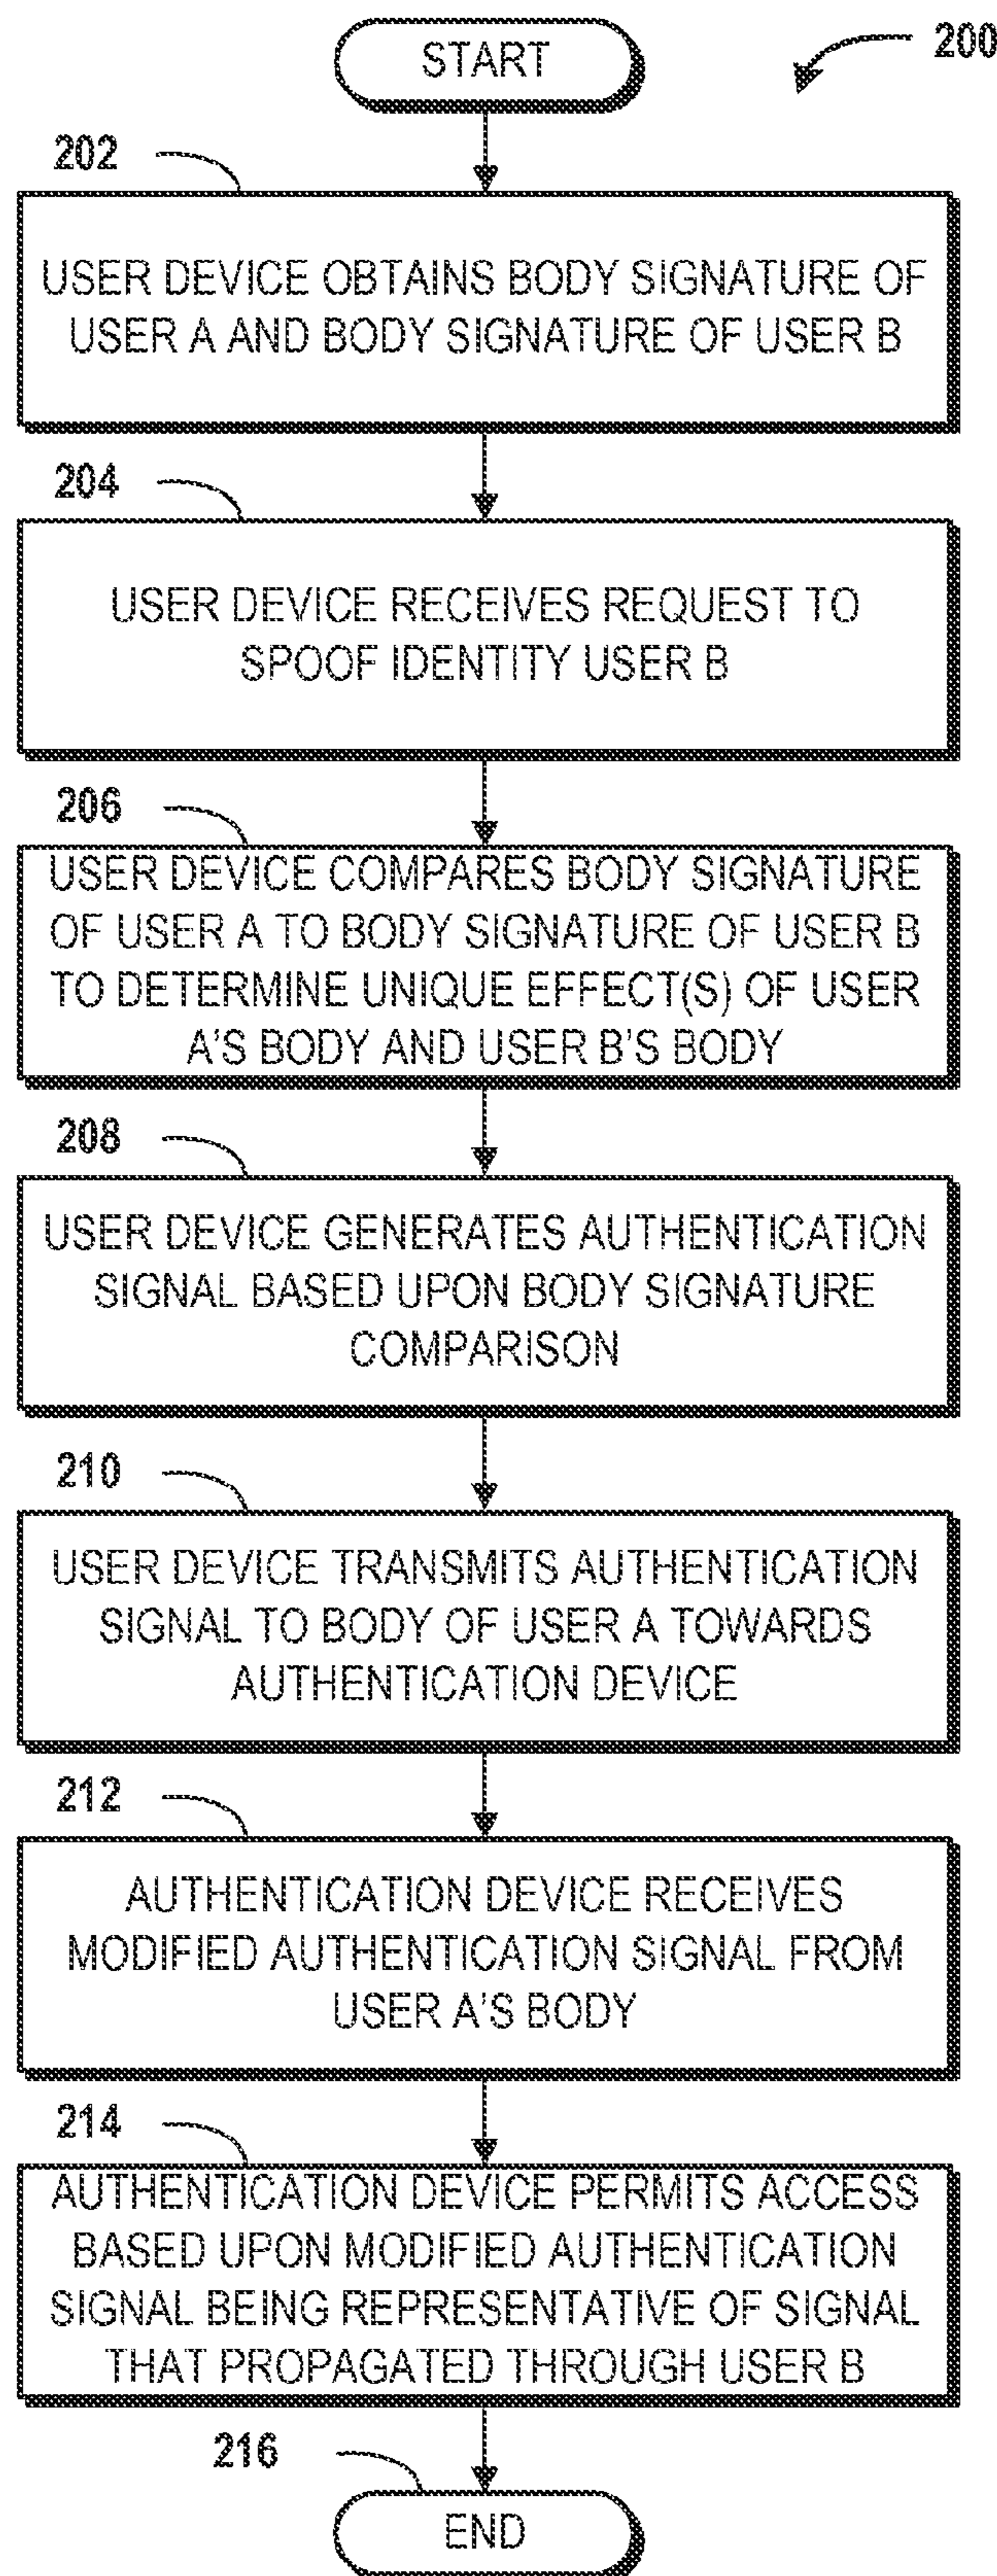 START
200
202
USER DEVICE OBTAINS BODY SIGNATURE OF
USER A AND BODY SIGNATURE OF USER B
204
USER DEVICE RECEIVES REQUEST TO
SPOOF IDENTITY USER B
206
USER DEVICE COMPARES BODY SIGNATURE
OF USER A TO BODY SIGNATURE OF USER B
TO DETERMINE UNIQUE EFFECT(S) OF USER
A'S BODY AND USER B'S BODY
208
USER DEVICE GENERATES AUTHENTICATION
SIGNAL BASED UPON BODY SIGNATURE
COMPARISON
210
USER DEVICE TRANSMITS AUTHENTICATION
SIGNAL TO BODY OF USER A TOWARDS
AUTHENTICATION DEVICE
212
AUTHENTICATION DEVICE RECEIVES
MODIFIED AUTHENTICATION SIGNAL FROM
USER A'S BODY
214
AUTHENTICATION DEVICE PERMITS ACCESS
BASED UPON MODIFIED AUTHENTICATION
SIGNAL BEING REPRESENTATIVE OF SIGNAL
THAT PROPAGATED THROUGH USER B
216
END